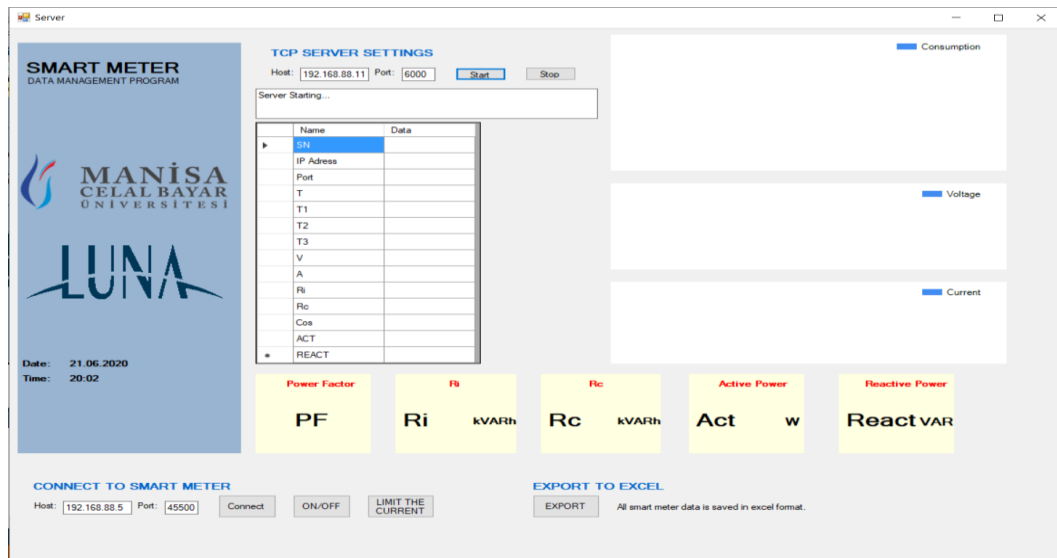 Server
SMART METER
DATA MANAGEMENT PROGRAM
MANİSA
CELAL BAYAR
ÜNİVERSİTESİ
LUNA
Date: 21.06.2020
Time: 20:02
TCP SERVER SETTINGS
Host: 192.168.88.11 Port: 6000 Start Stop
Server Starting...
Name Data
SN
IP Adress
Port
T
T1
T2
T3
V
A
Ri
Rc
Cos
ACT
REACT
Consumption
Voltage
Current
Power Factor
PF
Ri
Ri kVARh
Rc
Rc kVARh
Active Power
Act W
Reactive Power
React VAR
CONNECT TO SMART METER
Host: 192.168.88.5 Port: 45500 Connect ON/OFF LIMIT THE
CURRENT
EXPORT TO EXCEL
EXPORT All smart meter data is saved in excel format.